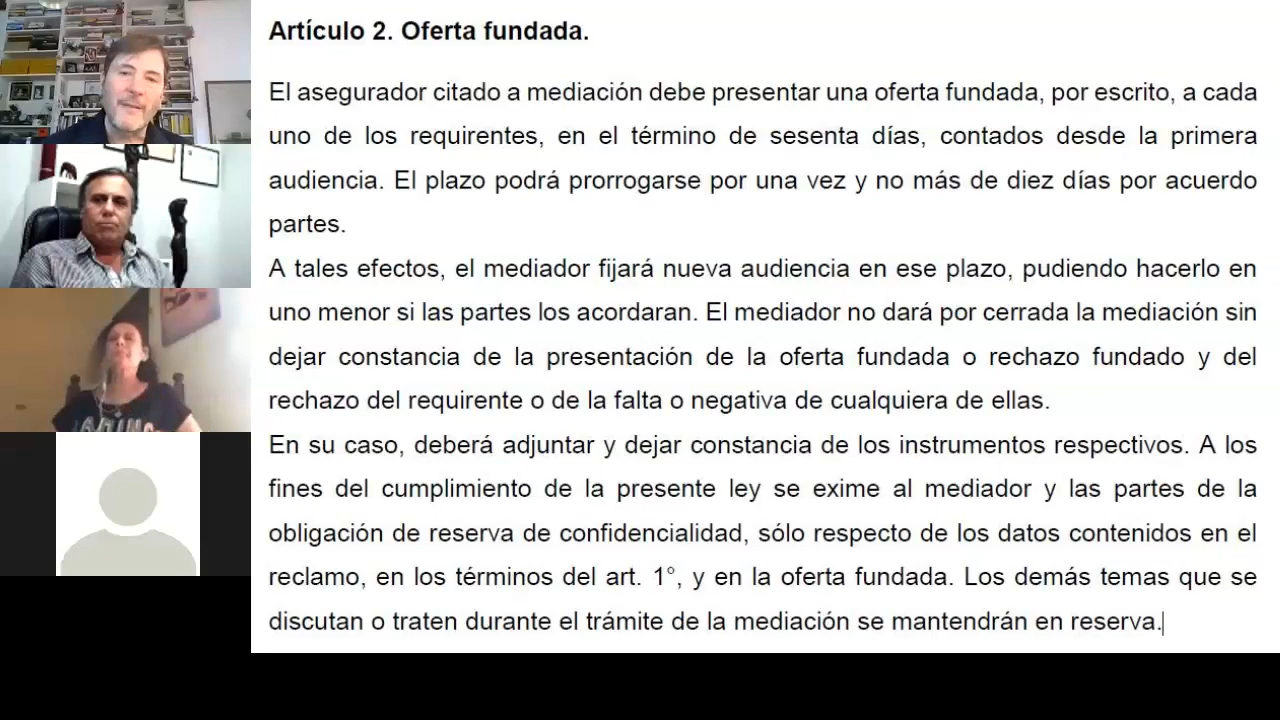 Artículo 2. Oferta fundada.
El asegurador citado a mediación debe presentar una oferta fundada, por escrito, a cada
uno de los requirentes, en el término de sesenta días, contados desde la primera
audiencia. El plazo podrá prorrogarse por una vez y no más de diez días por acuerdo
partes.
A tales efectos, el mediador fijará nueva audiencia en ese plazo, pudiendo hacerlo en
uno menor si las partes los acordaran. El mediador no dará por cerrada la mediación sin
dejar constancia de la presentación de la oferta fundada o rechazo fundado y del
rechazo del requirente o de la falta o negativa de cualquiera de ellas.
En su caso, deberá adjuntar y dejar constancia de los instrumentos respectivos. A los
fines del cumplimiento de la presente ley se exime al mediador y las partes de la
obligación de reserva de confidencialidad, sólo respecto de los datos contenidos en el
reclamo, en los términos del art. 1°, y en la oferta fundada. Los demás temas que se
discutan o traten durante el trámite de la mediación se mantendrán en reserva.